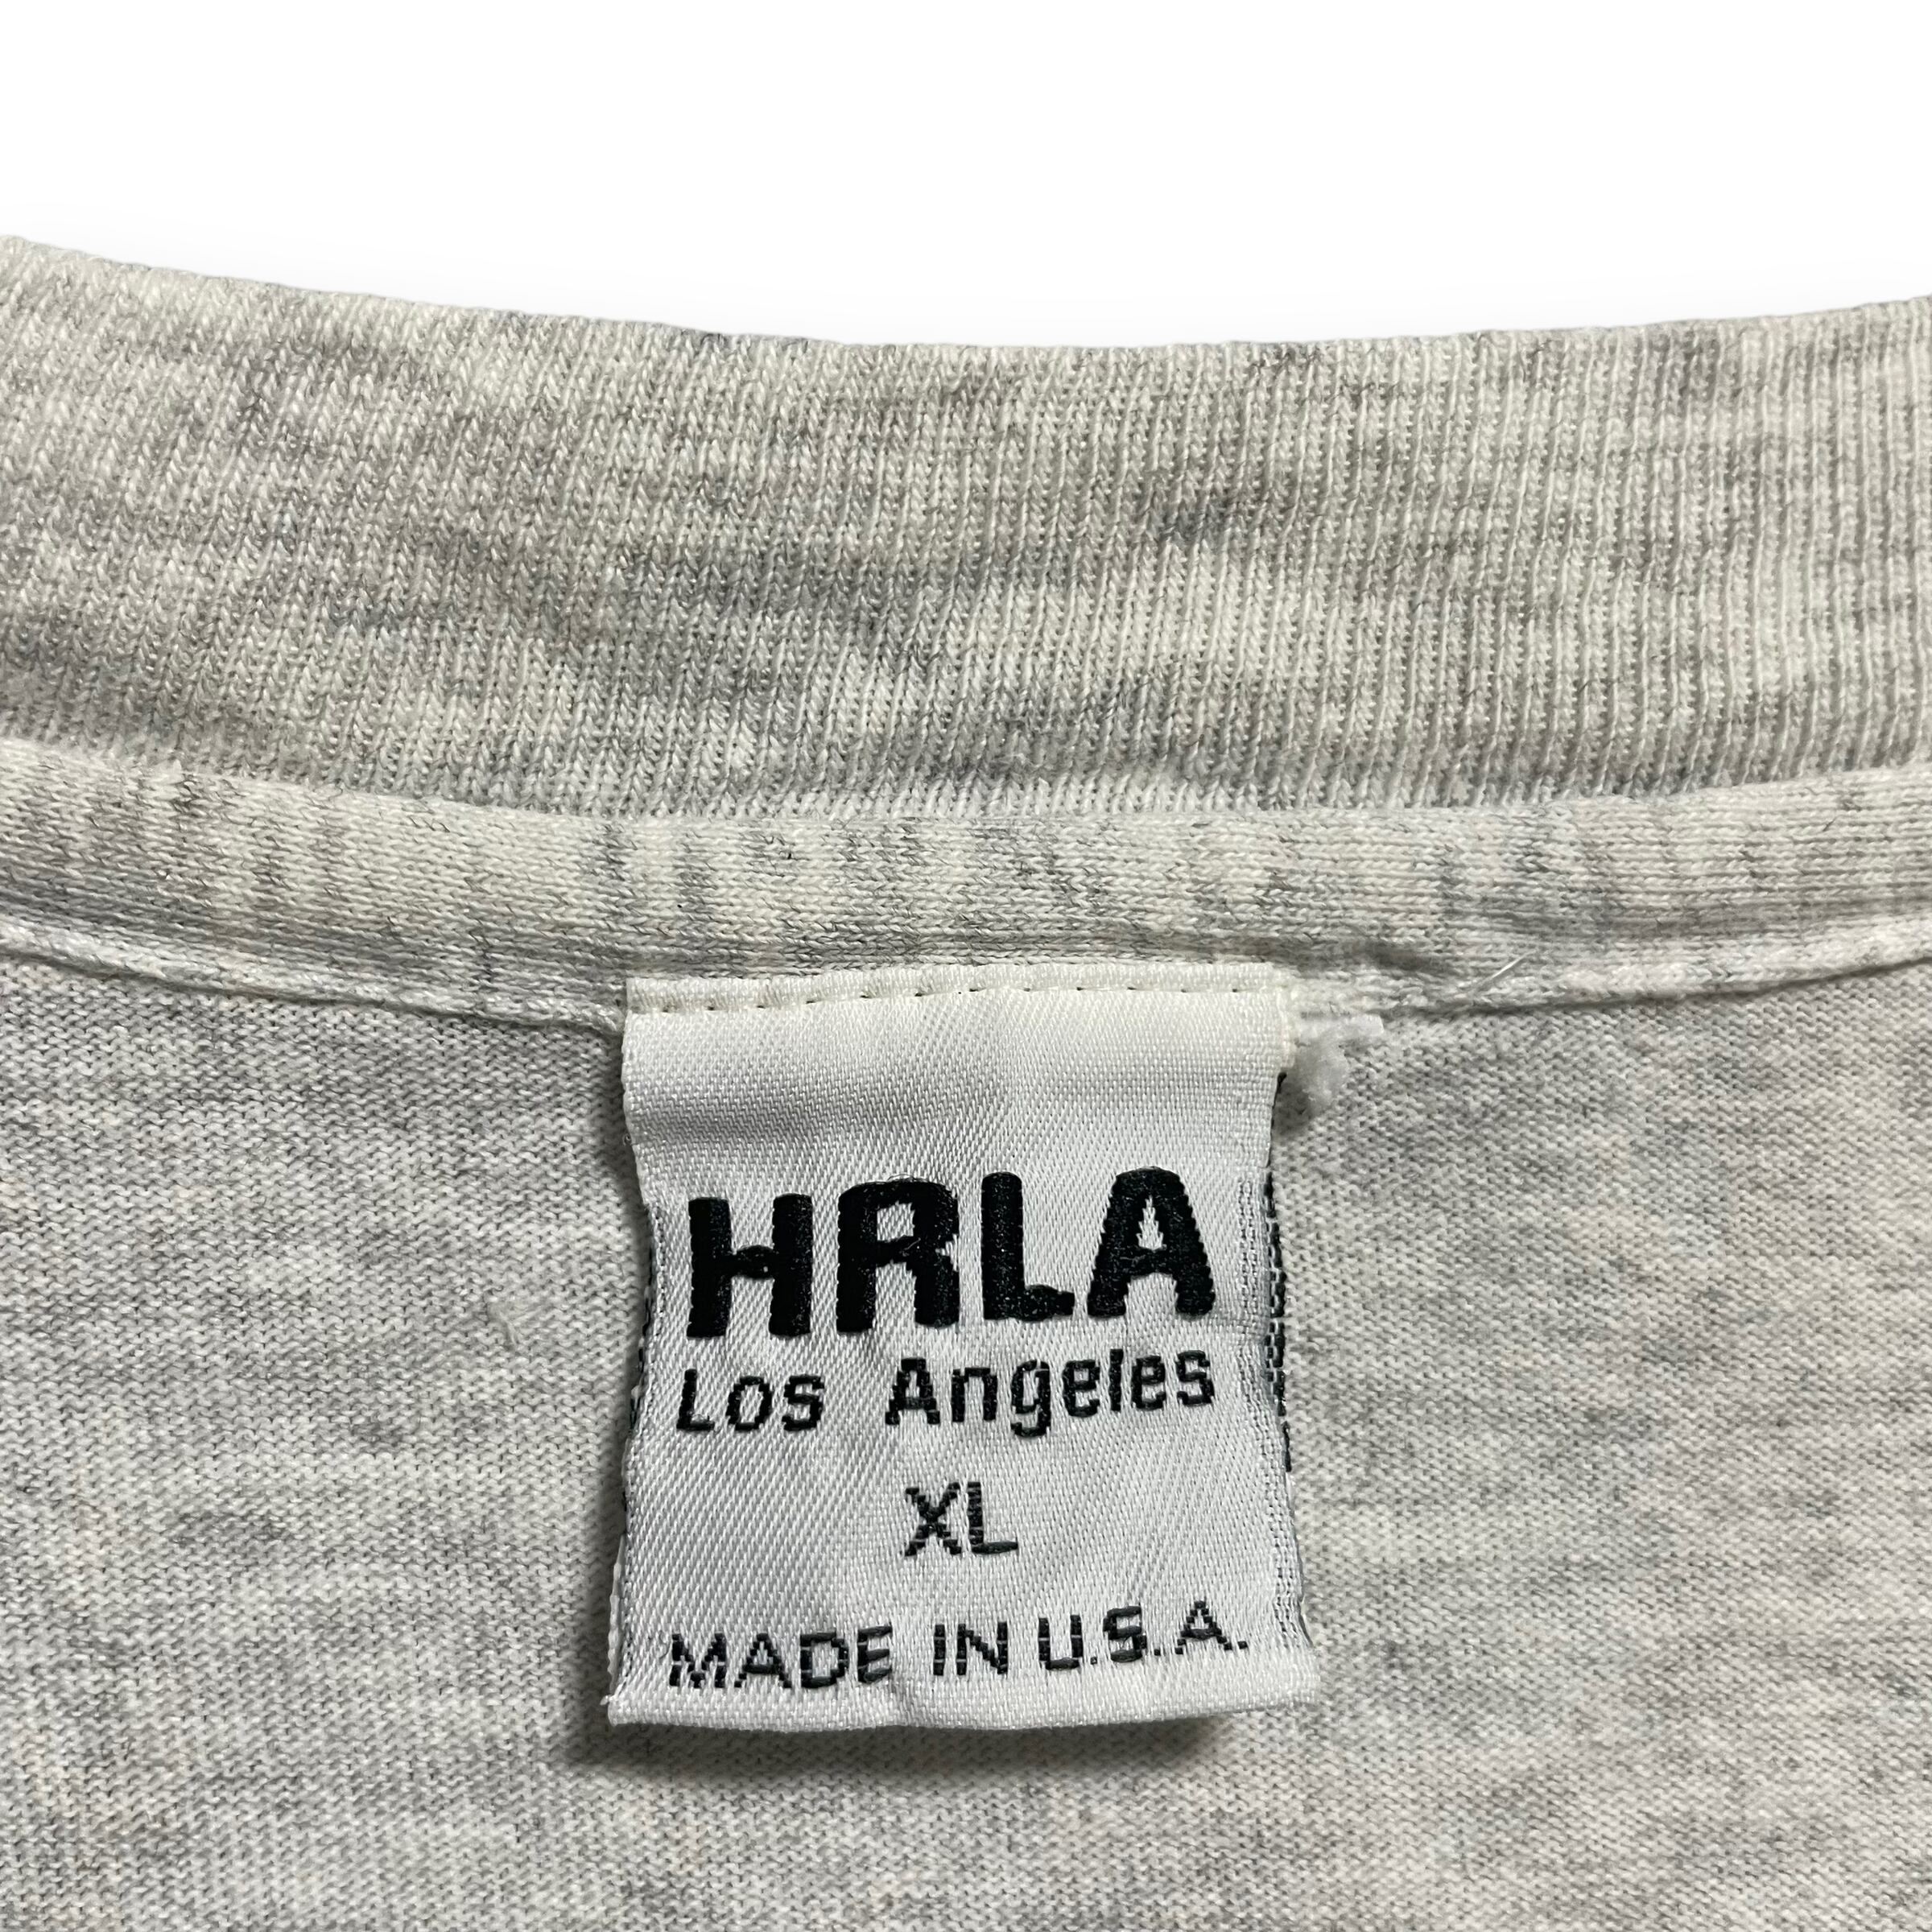 HRLA
Los Angeles
XL
MADE IN U.S.A.